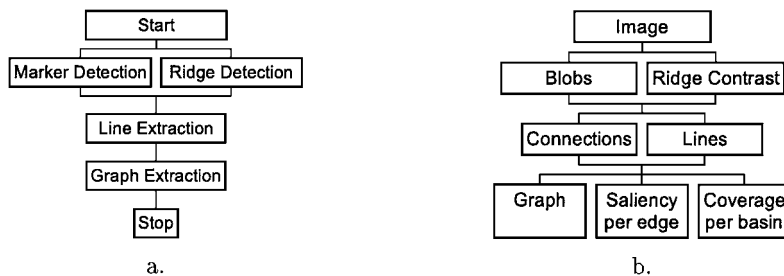 Start
Marker Detection
Ridge Detection
Line Extraction
Graph Extraction
Stop
a.
Image
Blobs
Ridge Contrast
Connections
Lines
Graph
Saliency
per edge
Coverage
per basin
b.